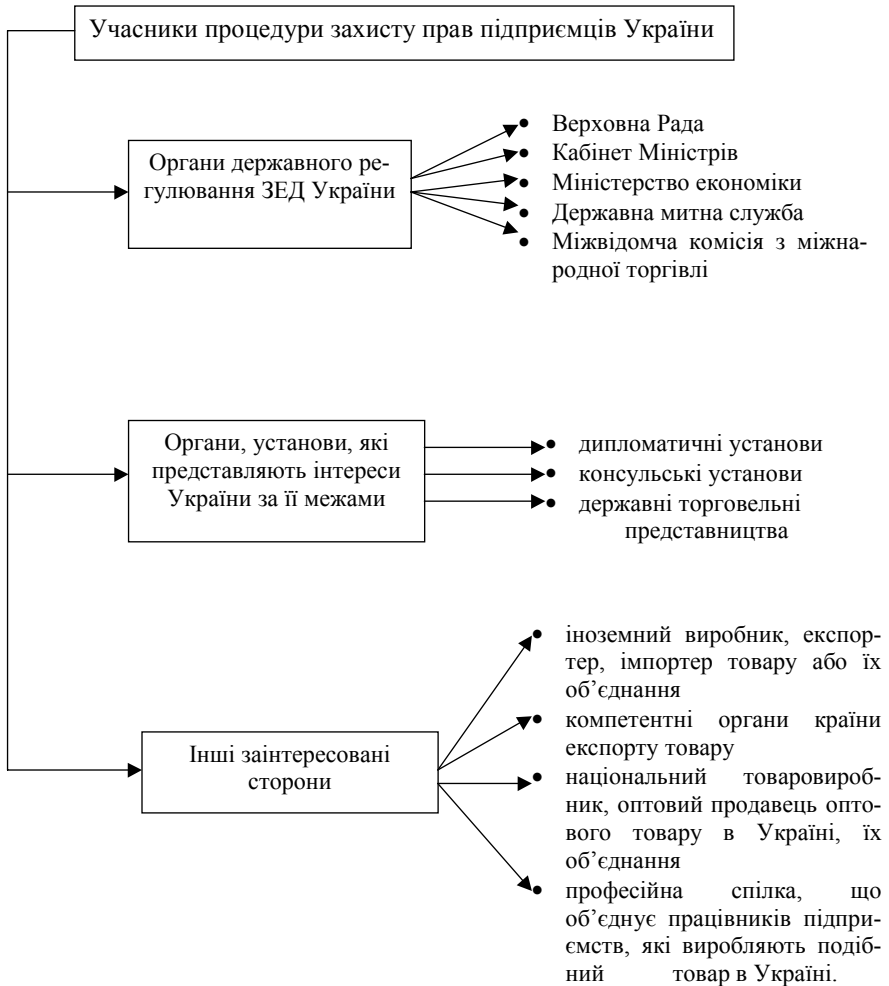 Учасники процедури захисту прав підприємців України
Органи державного ре-
гулювання ЗЕД України
• Верховна Рада
• Кабінет Міністрів
• Міністерство економіки
• Державна митна служба
• Міжвідомча комісія з міжна-
родної торгівлі
Органи, установи, які
представляють інтереси
України за її межами
• дипломатичні установи
• консульські установи
• державні торговельні
представництва
Інші заінтересовані
сторони
• іноземний виробник, експор-
тер, імпортер товару або їх
об’єднання
• компетентні органи країни
експорту товару
• національний товаровироб-
ник, оптовий продавець опто-
вого товару в Україні, їх
об’єднання
• професійна спілка, що
об’єднує працівників підпри-
ємств, які виробляють подіб-
ний товар в Україні.